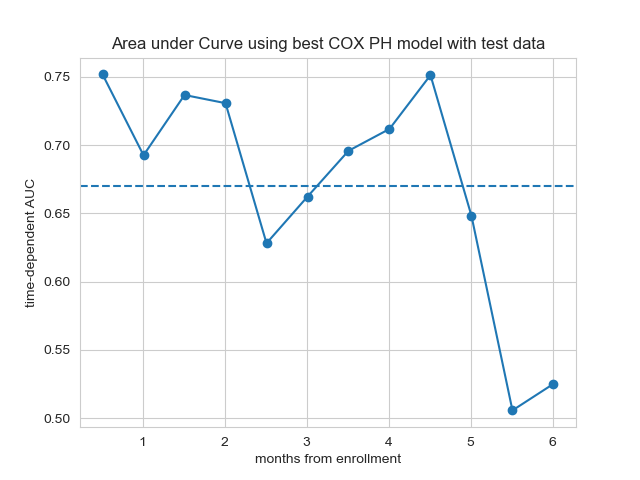 Area under Curve using best COX PH model with test data
time-dependent AUC
0.75
0.70
0.65
0.60
0.55
0.50
1 2 3 4 5 6
months from enrollment